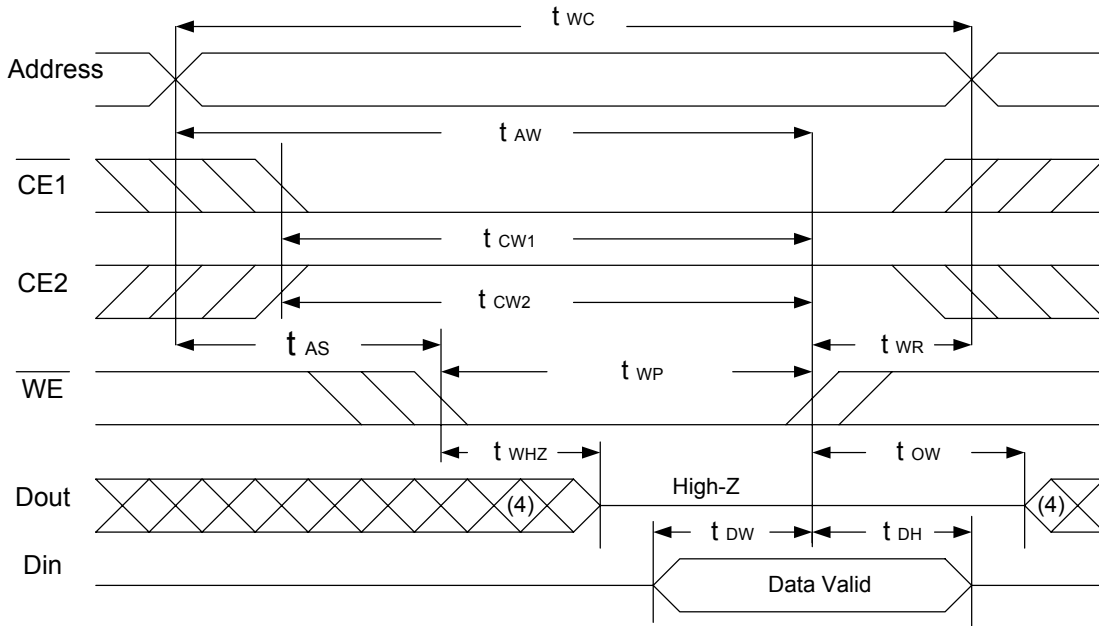 t WC
Address
t AW
CE1
t CW1
CE2
t CW2
t AS
t WR
WE
t WP
t WHZ
t OW
Dout
(4)
High-Z
(4)
t DW
t DH
Din
Data Valid